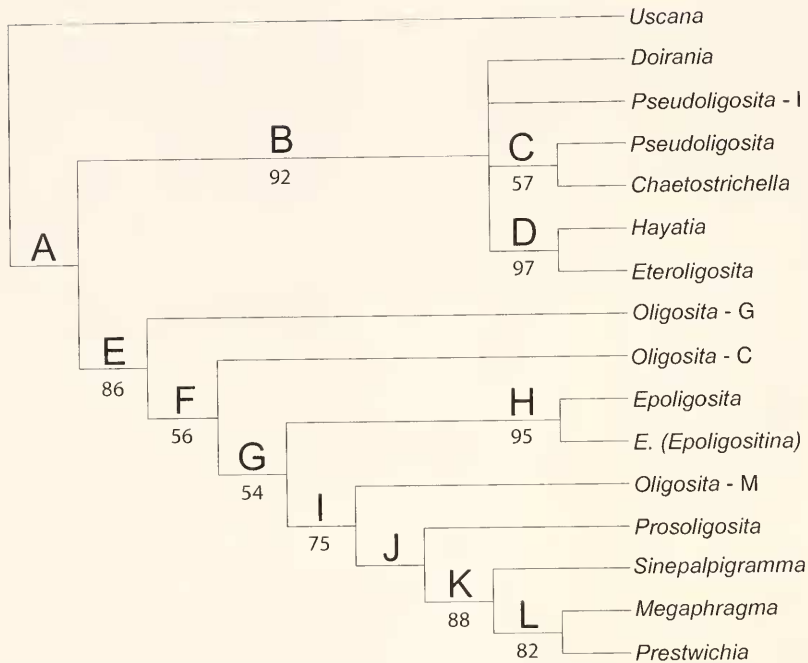 Uscana
Doirania
B
Pseudoligosita - I
92
C
Pseudoligosita
57
Chaetostrichella
D
Hayatia
A
97
Eteroligosita
Oligosita - G
E
86
Oligosita - C
F
56
H
Epoligosita
95
E. (Epoligositina)
G
54
Oligosita - M
I
75
Prosoligosita
J
K
Sinepalpigramma
88
L
Megaphragma
82
Prestwichia